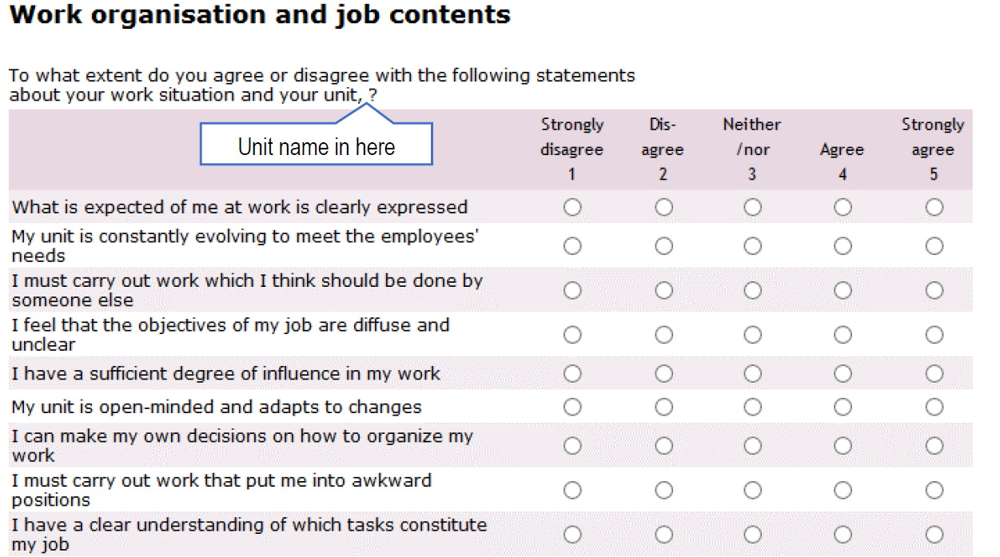 Work organisation and job contents
To what extent do you agree or disagree with the following statements
about your work situation and your unit, ?
Unit name in here
Strongly Dis- Neither Strongly
disagree agree /nor Agree agree
1 2 3 4 5
What is expected of me at work is clearly expressed
My unit is constantly evolving to meet the employees'
needs
I must carry out work which I think should be done by
someone else
I feel that the objectives of my job are diffuse and
unclear
I have a sufficient degree of influence in my work
My unit is open-minded and adapts to changes
I can make my own decisions on how to organize my
work
I must carry out work that put me into awkward
positions
I have a clear understanding of which tasks constitute
my job